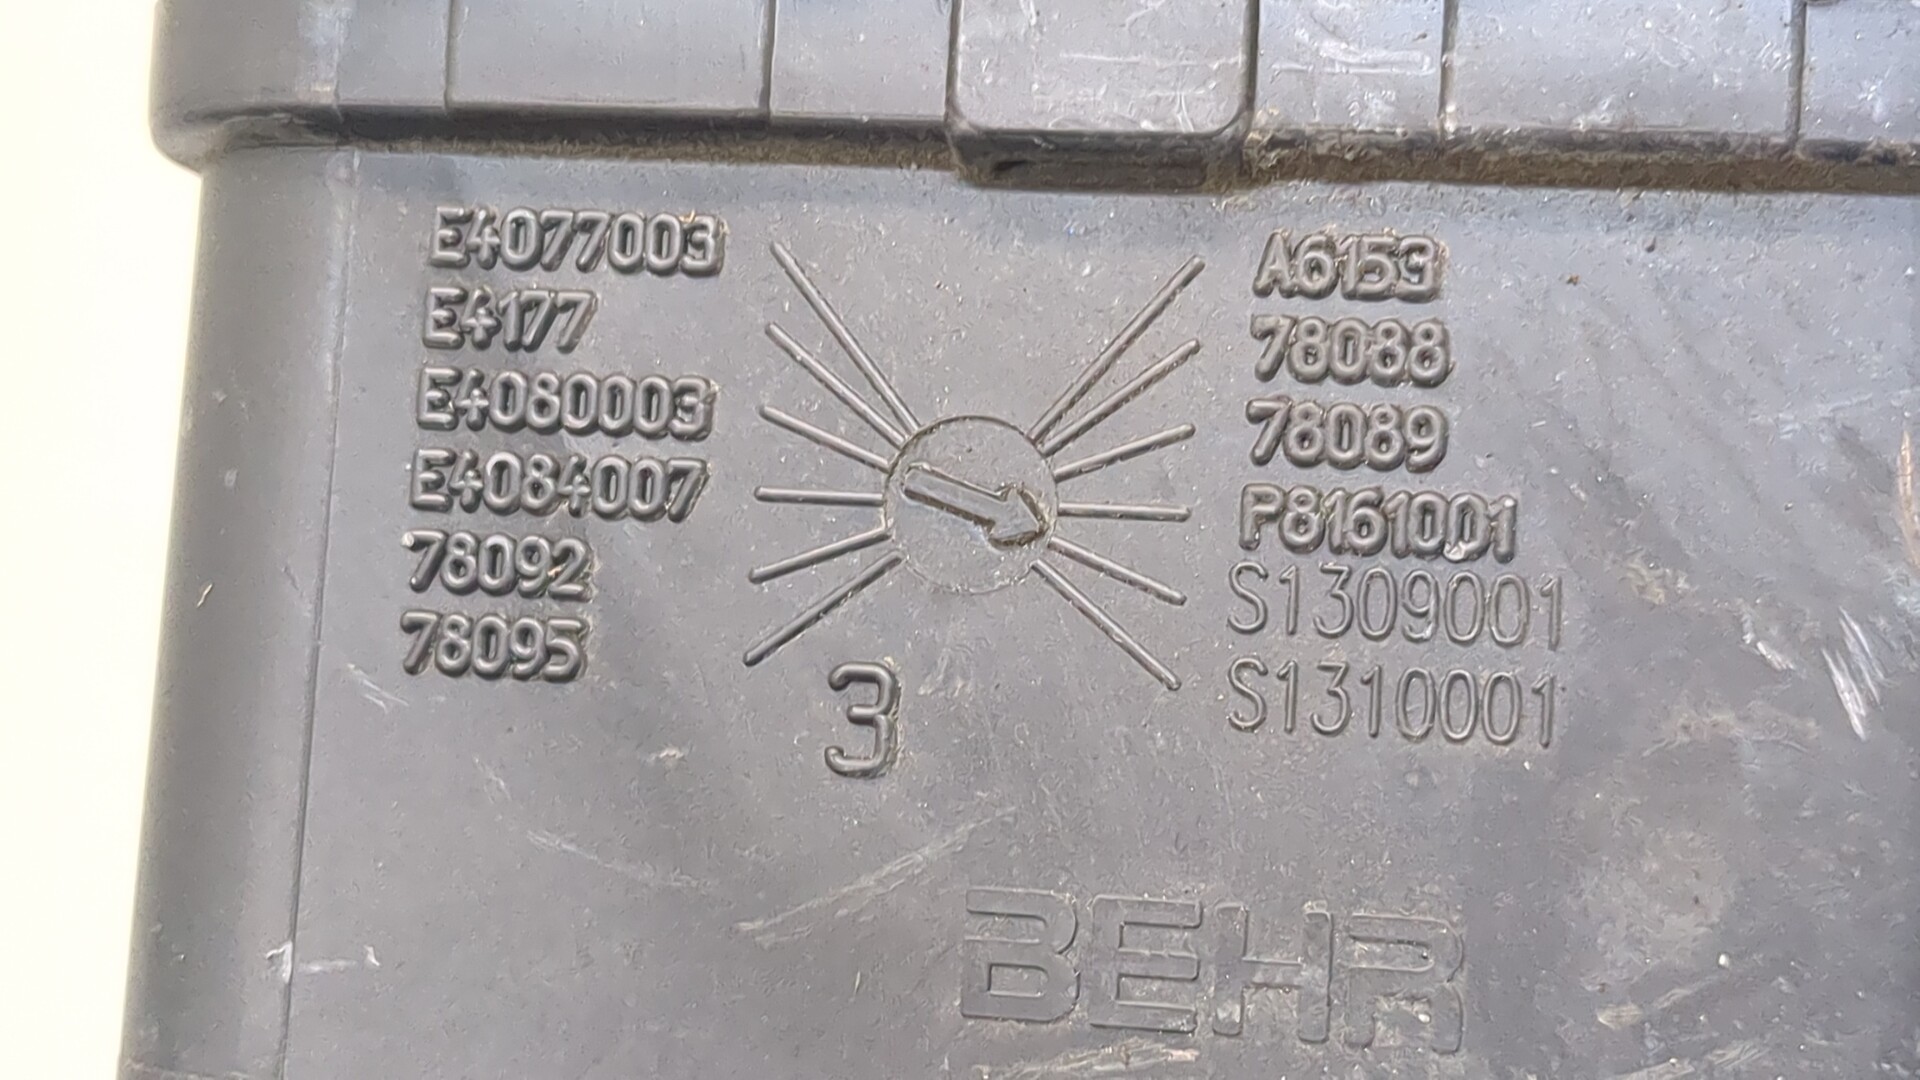 E4077003
E4177
E4080003
E4084007
78092
78095
3
A6153
78088
78089
P8161001
S1309001
S1310001
BEHR